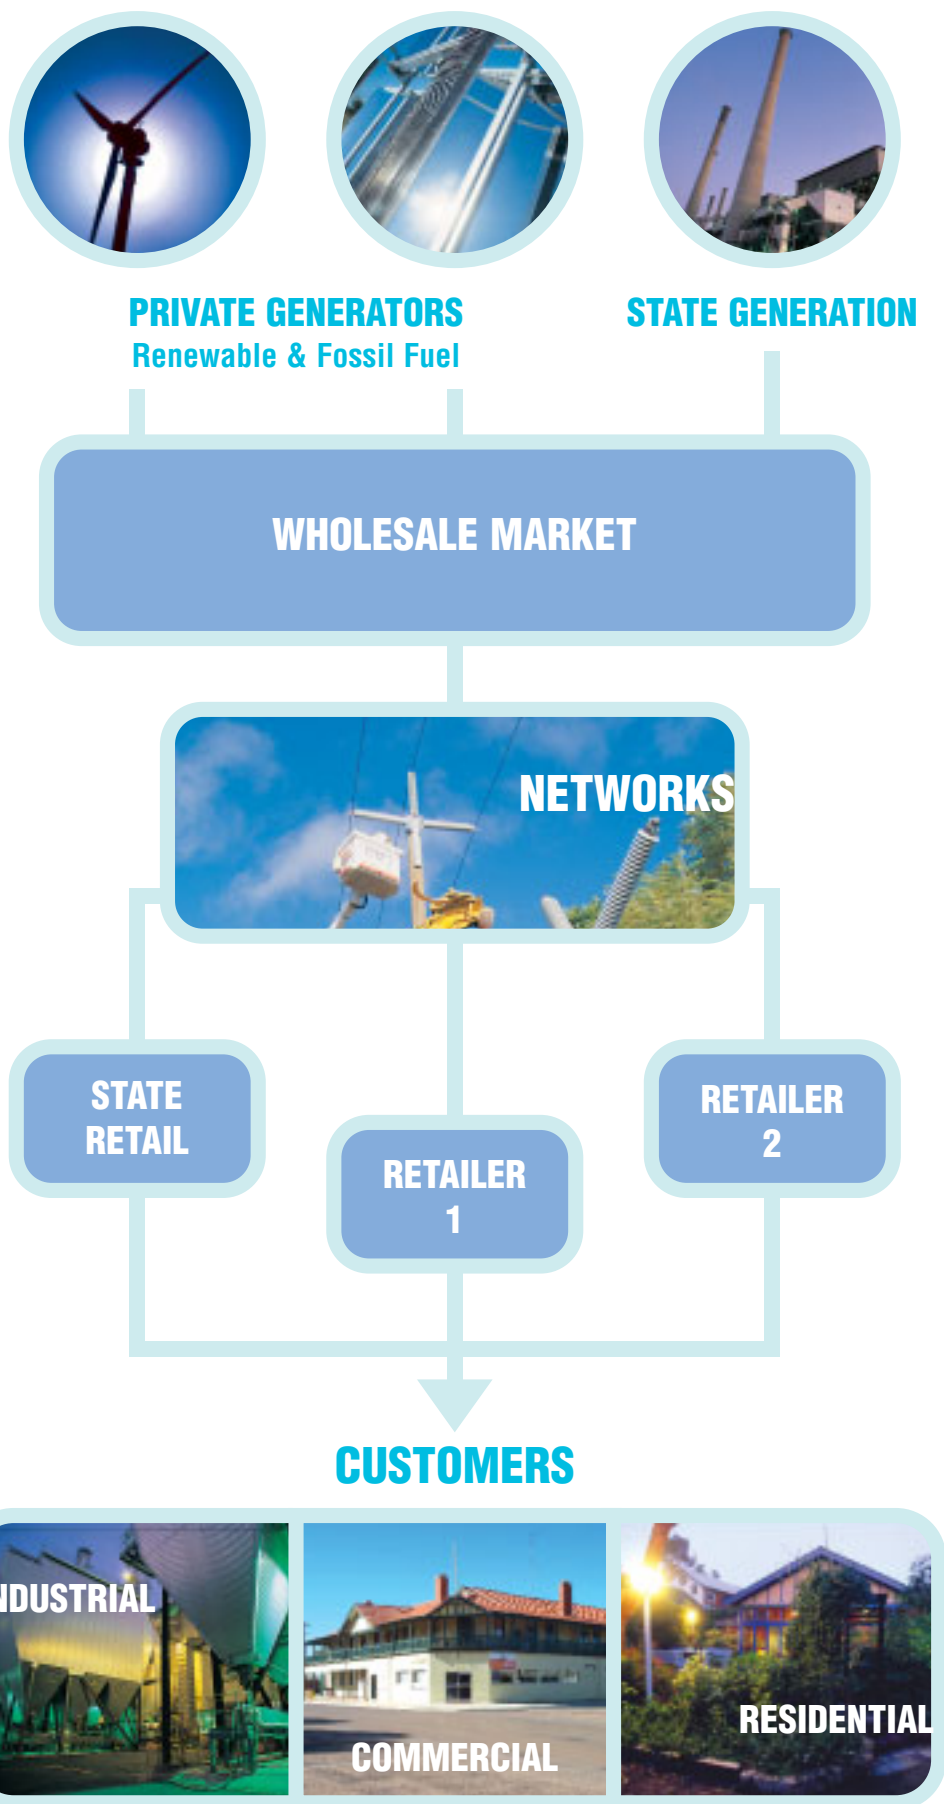 PRIVATE GENERATORS
Renewable & Fossil Fuel
STATE GENERATION
WHOLESALE MARKET
NETWORKS
STATE
RETAIL
RETAILER
1
RETAILER
2
CUSTOMERS
NDUSTRIAL
COMMERCIAL
RESIDENTIAL